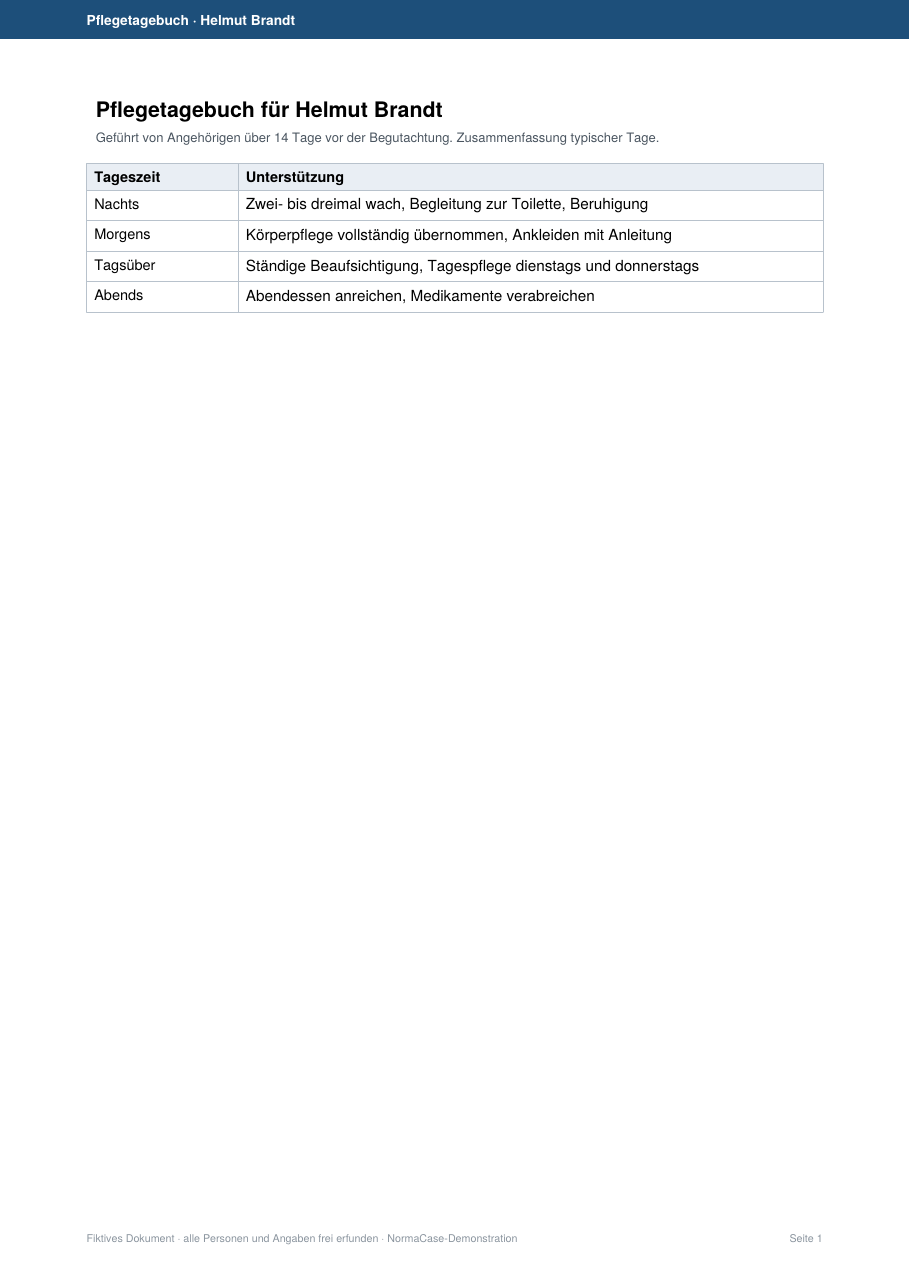 Pflegetagebuch · Helmut Brandt
Pflegetagebuch für Helmut Brandt
Geführt von Angehörigen über 14 Tage vor der Begutachtung. Zusammenfassung typischer Tage.
Tageszeit Unterstützung
Nachts Zwei- bis dreimal wach, Begleitung zur Toilette, Beruhigung
Morgens Körperpflege vollständig übernommen, Ankleiden mit Anleitung
Tagsüber Ständige Beaufsichtigung, Tagespflege dienstags und donnerstags
Abends Abendessen anreichen, Medikamente verabreichen
Fiktives Dokument · alle Personen und Angaben frei erfunden · NormaCase-Demonstration Seite 1